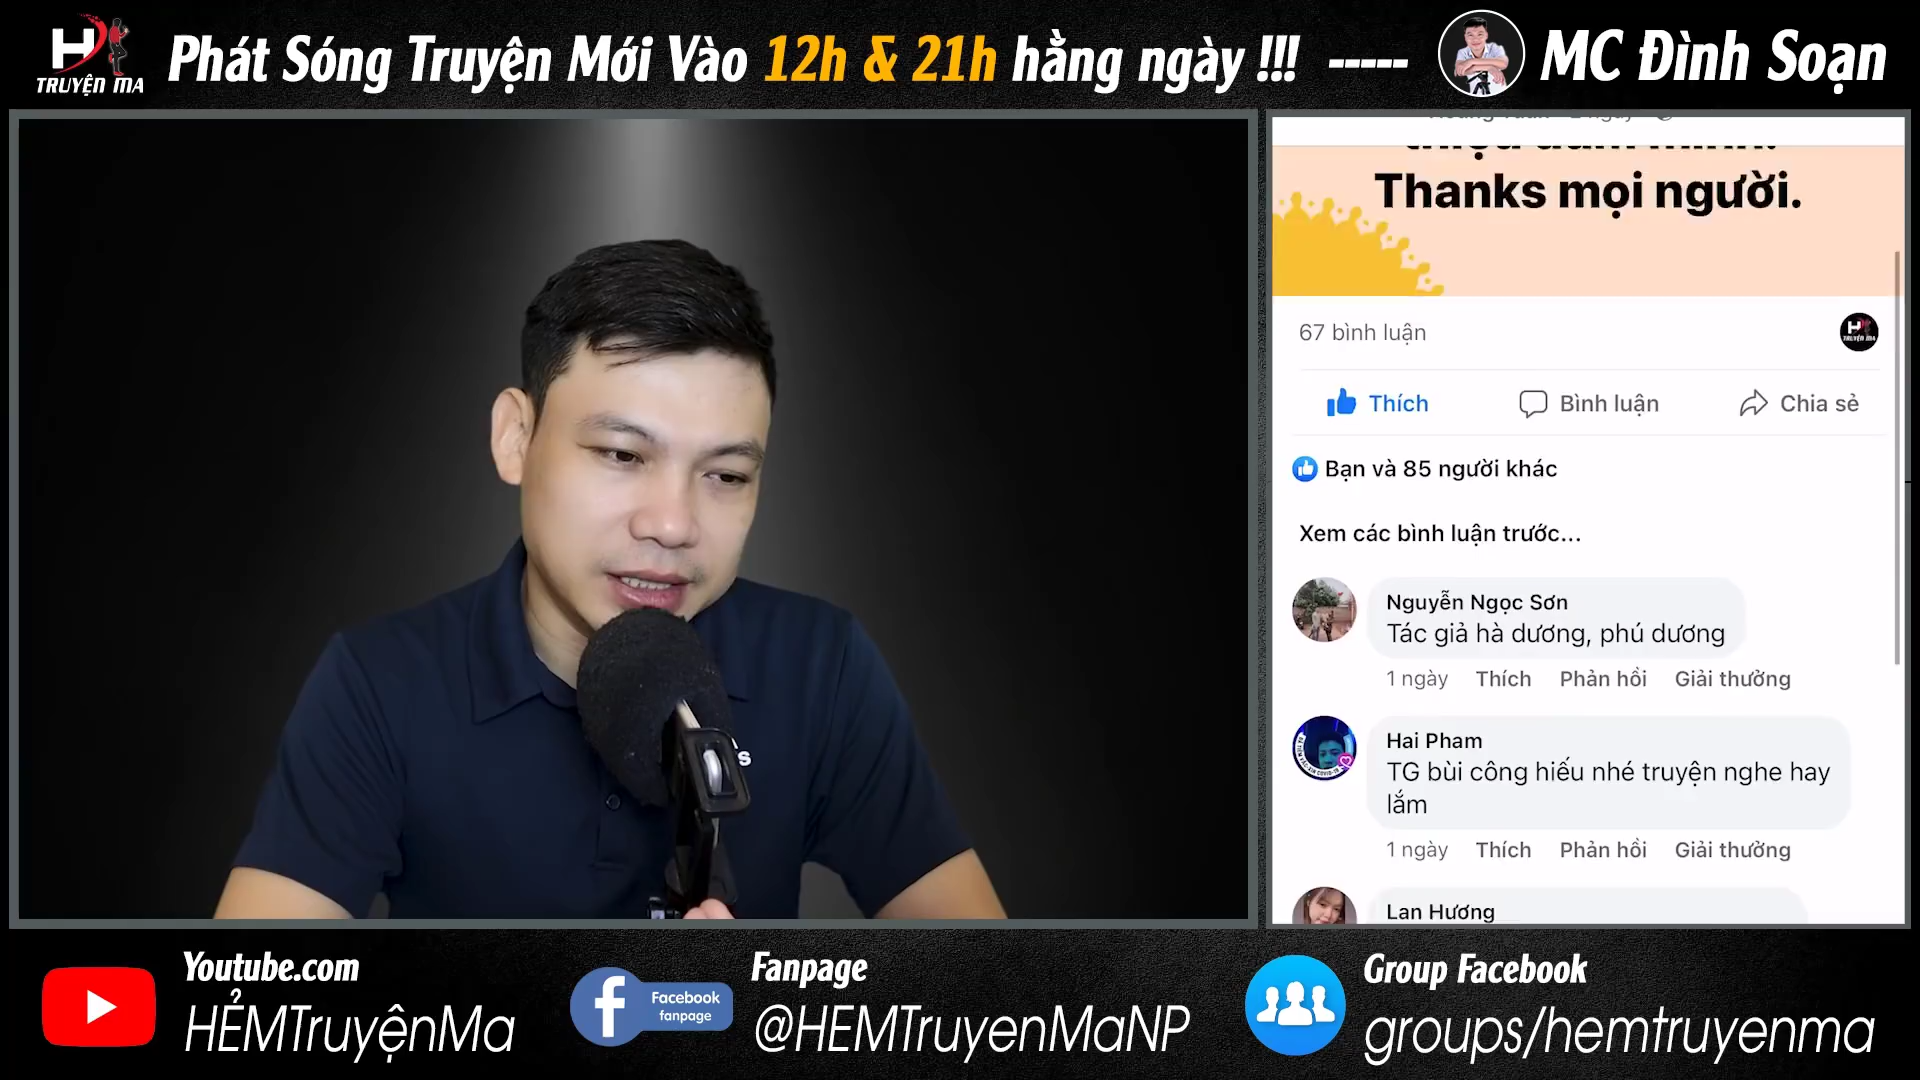 H
TRUYỆN MA
Phát Sóng Truyện Mới Vào 12h & 21h hằng ngày !!! ----- MC Đình Soạn
Thanks mọi người.
67 bình luận
Thích Bình luận Chia sẻ
Bạn và 85 người khác
Xem các bình luận trước...
Nguyễn Ngọc Sơn
Tác giả hà dương, phú dương
1 ngày Thích Phản hồi Giải thưởng
Hai Pham
TG bùi công hiếu nhé truyện nghe hay
lắm
1 ngày Thích Phản hồi Giải thưởng
Lan Hương
Youtube.com
HẺMTruyệnMa
Facebook
fanpage
Fanpage
@HEMTruyenMaNP
Group Facebook
groups/hemtruyenma